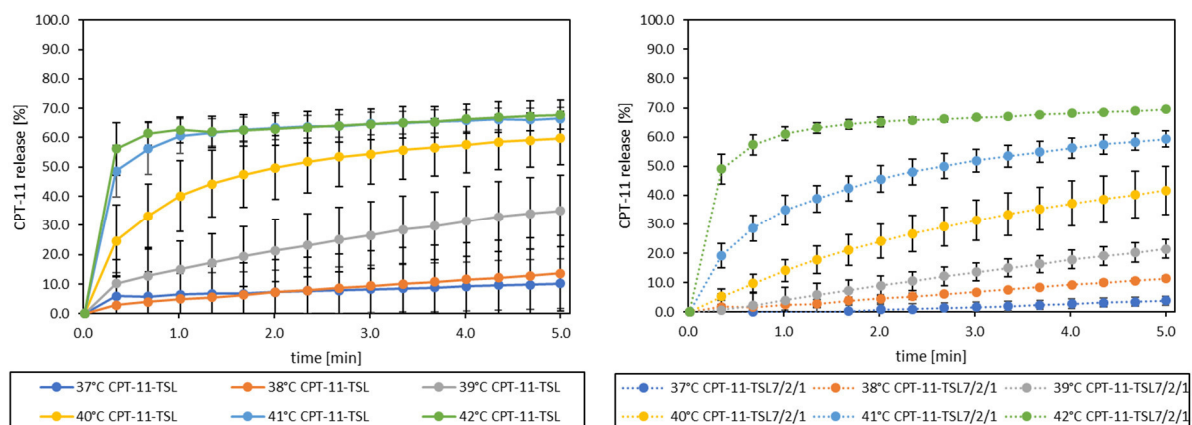 100.0
90.0
80.0
70.0
60.0
50.0
40.0
30.0
20.0
10.0
0.0
CPT-11 release [%]
0.0 1.0 2.0 3.0 4.0 5.0
time [min]
37°C CPT-11-TSL 38°C CPT-11-TSL 39°C CPT-11-TSL
40°C CPT-11-TSL 41°C CPT-11-TSL 42°C CPT-11-TSL
100.0
90.0
80.0
70.0
60.0
50.0
40.0
30.0
20.0
10.0
0.0
CPT-11 release [%]
0.0 1.0 2.0 3.0 4.0 5.0
time [min]
37°C CPT-11-TSL7/2/1 38°C CPT-11-TSL7/2/1 39°C CPT-11-TSL7/2/1
40°C CPT-11-TSL7/2/1 41°C CPT-11-TSL7/2/1 42°C CPT-11-TSL7/2/1